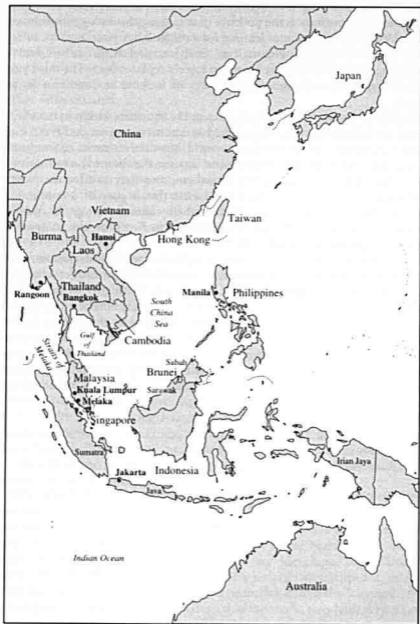 Japan
China
Taiwan
Vietnam
Hanoi
Hong Kong
Burma
Laos
Thailand
Bangkok
Rangoon
Manila
Philippines
South
China
Sea
Gulf
of
Thailand
Cambodia
Straits of
Melaka
Sabah
Brunei
Sarawak
Malaysia
Kuala Lumpur
Melaka
Singapore
Sumatra
Indonesia
Irian Jaya
Jakarta
Java
Indian Ocean
Australia